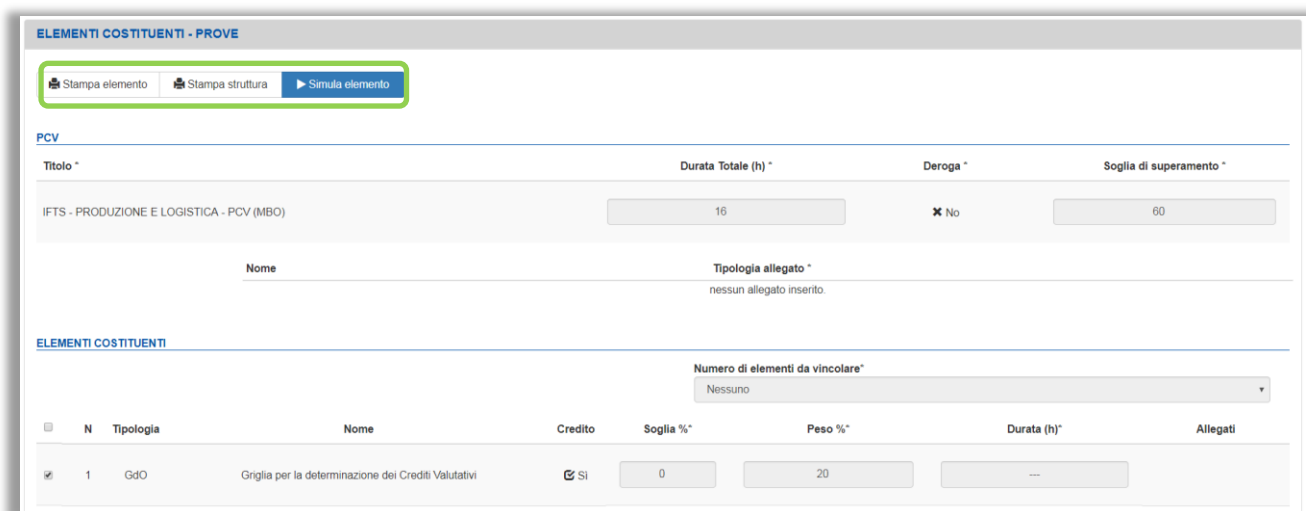 ELEMENTI COSTITUENTI - PROVE
Stampa elemento Stampa struttura Simula elemento
PCV
Titolo * Durata Totale (h) * Deroga * Soglia di superamento *
IFTS - PRODUZIONE E LOGISTICA - PCV (MBO) 16 No 60
Nome Tipologia allegato *
nessun allegato inserito.
ELEMENTI COSTITUENTI
Numero di elementi da vincolare*
Nessuno
N Tipologia Nome Credito Soglia %* Peso %* Durata (h)* Allegati
1 GdO Griglia per la determinazione dei Crediti Valutativi Sì 0 20 ---